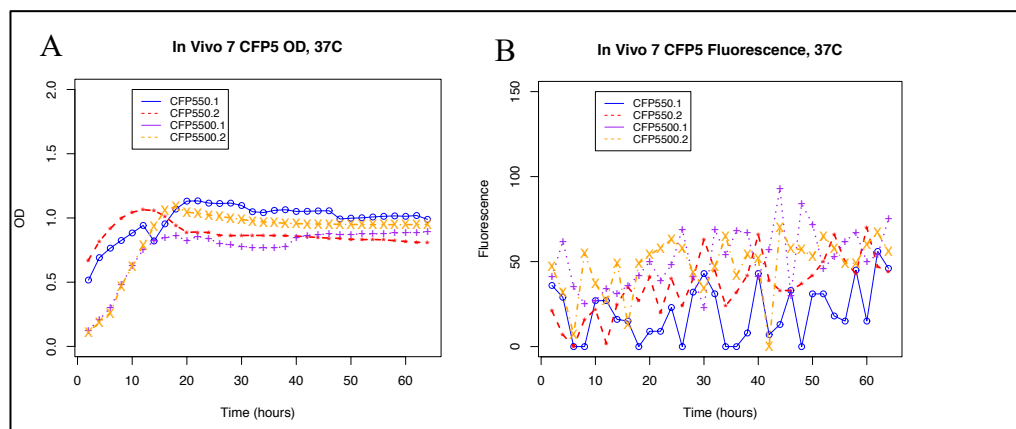 A
In Vivo 7 CFP5 OD, 37C
2.0
1.5
1.0
0.5
0.0
OD
CFP550.1
CFP550.2
CFP5500.1
CFP5500.2
0
10
20
30
40
50
60
Time (hours)
B
In Vivo 7 CFP5 Fluorescence, 37C
150
100
50
0
Fluorescence
CFP550.1
CFP550.2
CFP5500.1
CFP5500.2
0
10
20
30
40
50
60
Time (hours)